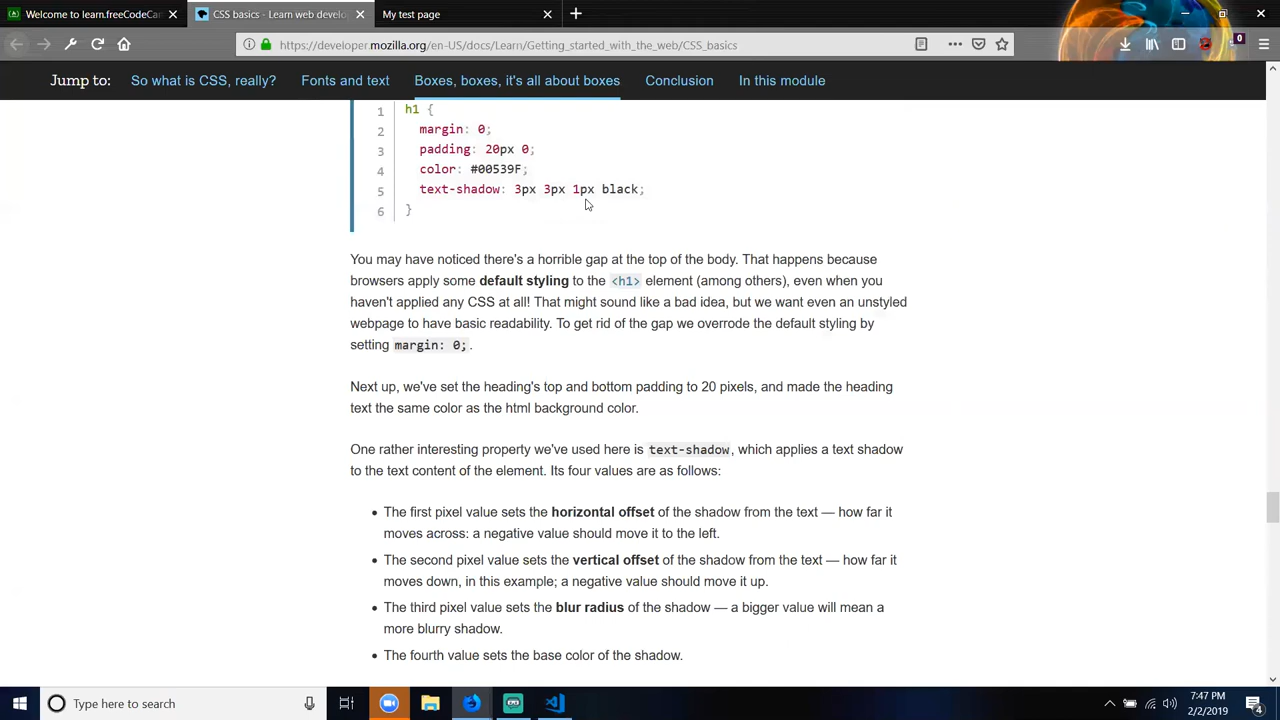 Welcome to learn.freeCodeCam
CSS basics - Learn web develo
My test page
https://developer.mozilla.org/en-US/docs/Learn/Getting_started_with_the_web/CSS_basics
0
Jump to:
So what is CSS, really?
Fonts and text
Boxes, boxes, it's all about boxes
Conclusion
In this module
1 h1 {
2 margin: 0;
3 padding: 20px 0;
4 color: #00539F;
5 text-shadow: 3px 3px 1px black;
6 }
You may have noticed there's a horrible gap at the top of the body. That happens because
browsers apply some default styling to the <h1> element (among others), even when you
haven't applied any CSS at all! That might sound like a bad idea, but we want even an unstyled
webpage to have basic readability. To get rid of the gap we overrode the default styling by
setting margin: 0;.
Next up, we've set the heading's top and bottom padding to 20 pixels, and made the heading
text the same color as the html background color.
One rather interesting property we've used here is text-shadow, which applies a text shadow
to the text content of the element. Its four values are as follows:
• The first pixel value sets the horizontal offset of the shadow from the text — how far it
moves across: a negative value should move it to the left.
• The second pixel value sets the vertical offset of the shadow from the text — how far it
moves down, in this example; a negative value should move it up.
• The third pixel value sets the blur radius of the shadow — a bigger value will mean a
more blurry shadow.
• The fourth value sets the base color of the shadow.
Type here to search
7:47 PM
2/2/2019
4